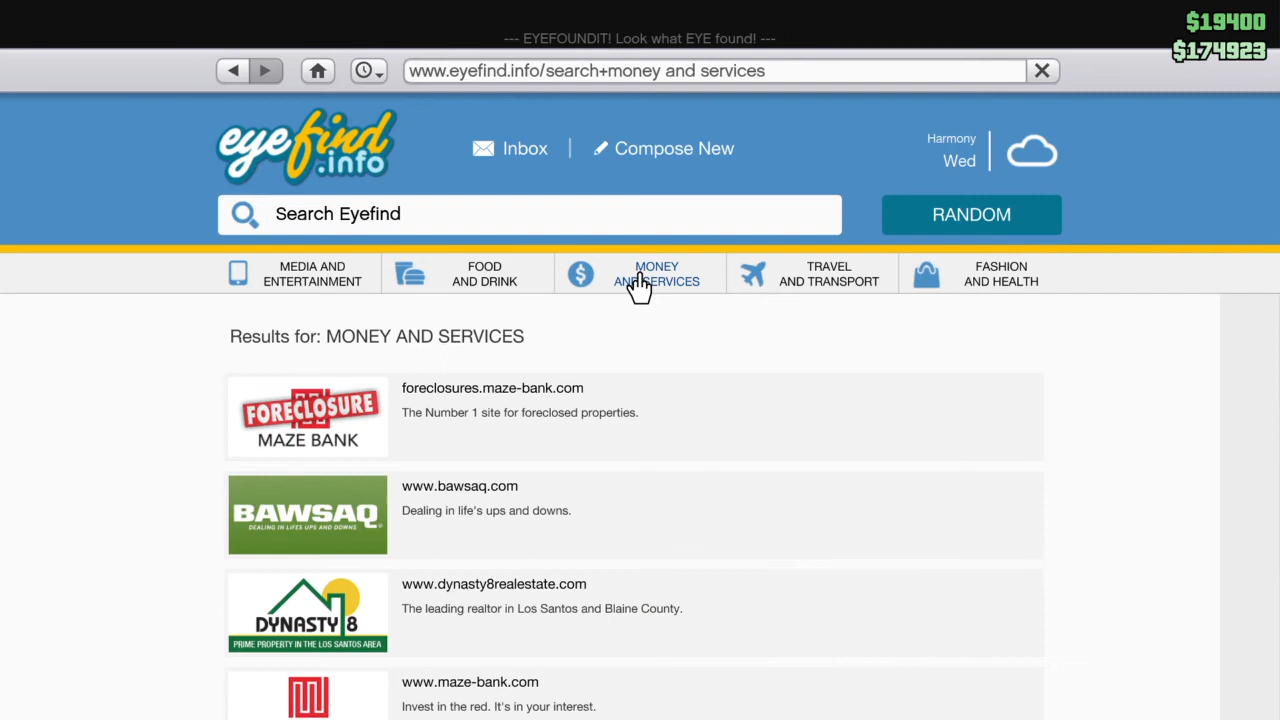 $19400
--- EYEFOUNDIT! Look what EYE found! ---
$174923
www.eyefind.info/search+money and services
eyefind
.info
Inbox
Compose New
Harmony
Wed
Search Eyefind
RANDOM
MEDIA AND
ENTERTAINMENT
FOOD
AND DRINK
MONEY
AND SERVICES
TRAVEL
AND TRANSPORT
FASHION
AND HEALTH
Results for: MONEY AND SERVICES
FORECLOSURE
MAZE BANK
foreclosures.maze-bank.com
The Number 1 site for foreclosed properties.
BAWSAQ
DEALING IN LIFES UPS AND DOWNS
www.bawsaq.com
Dealing in life's ups and downs.
DYNASTY 8
PRIME PROPERTY IN THE LOS SANTOS AREA
www.dynasty8realestate.com
The leading realtor in Los Santos and Blaine County.
www.maze-bank.com
Invest in the red. It's in your interest.